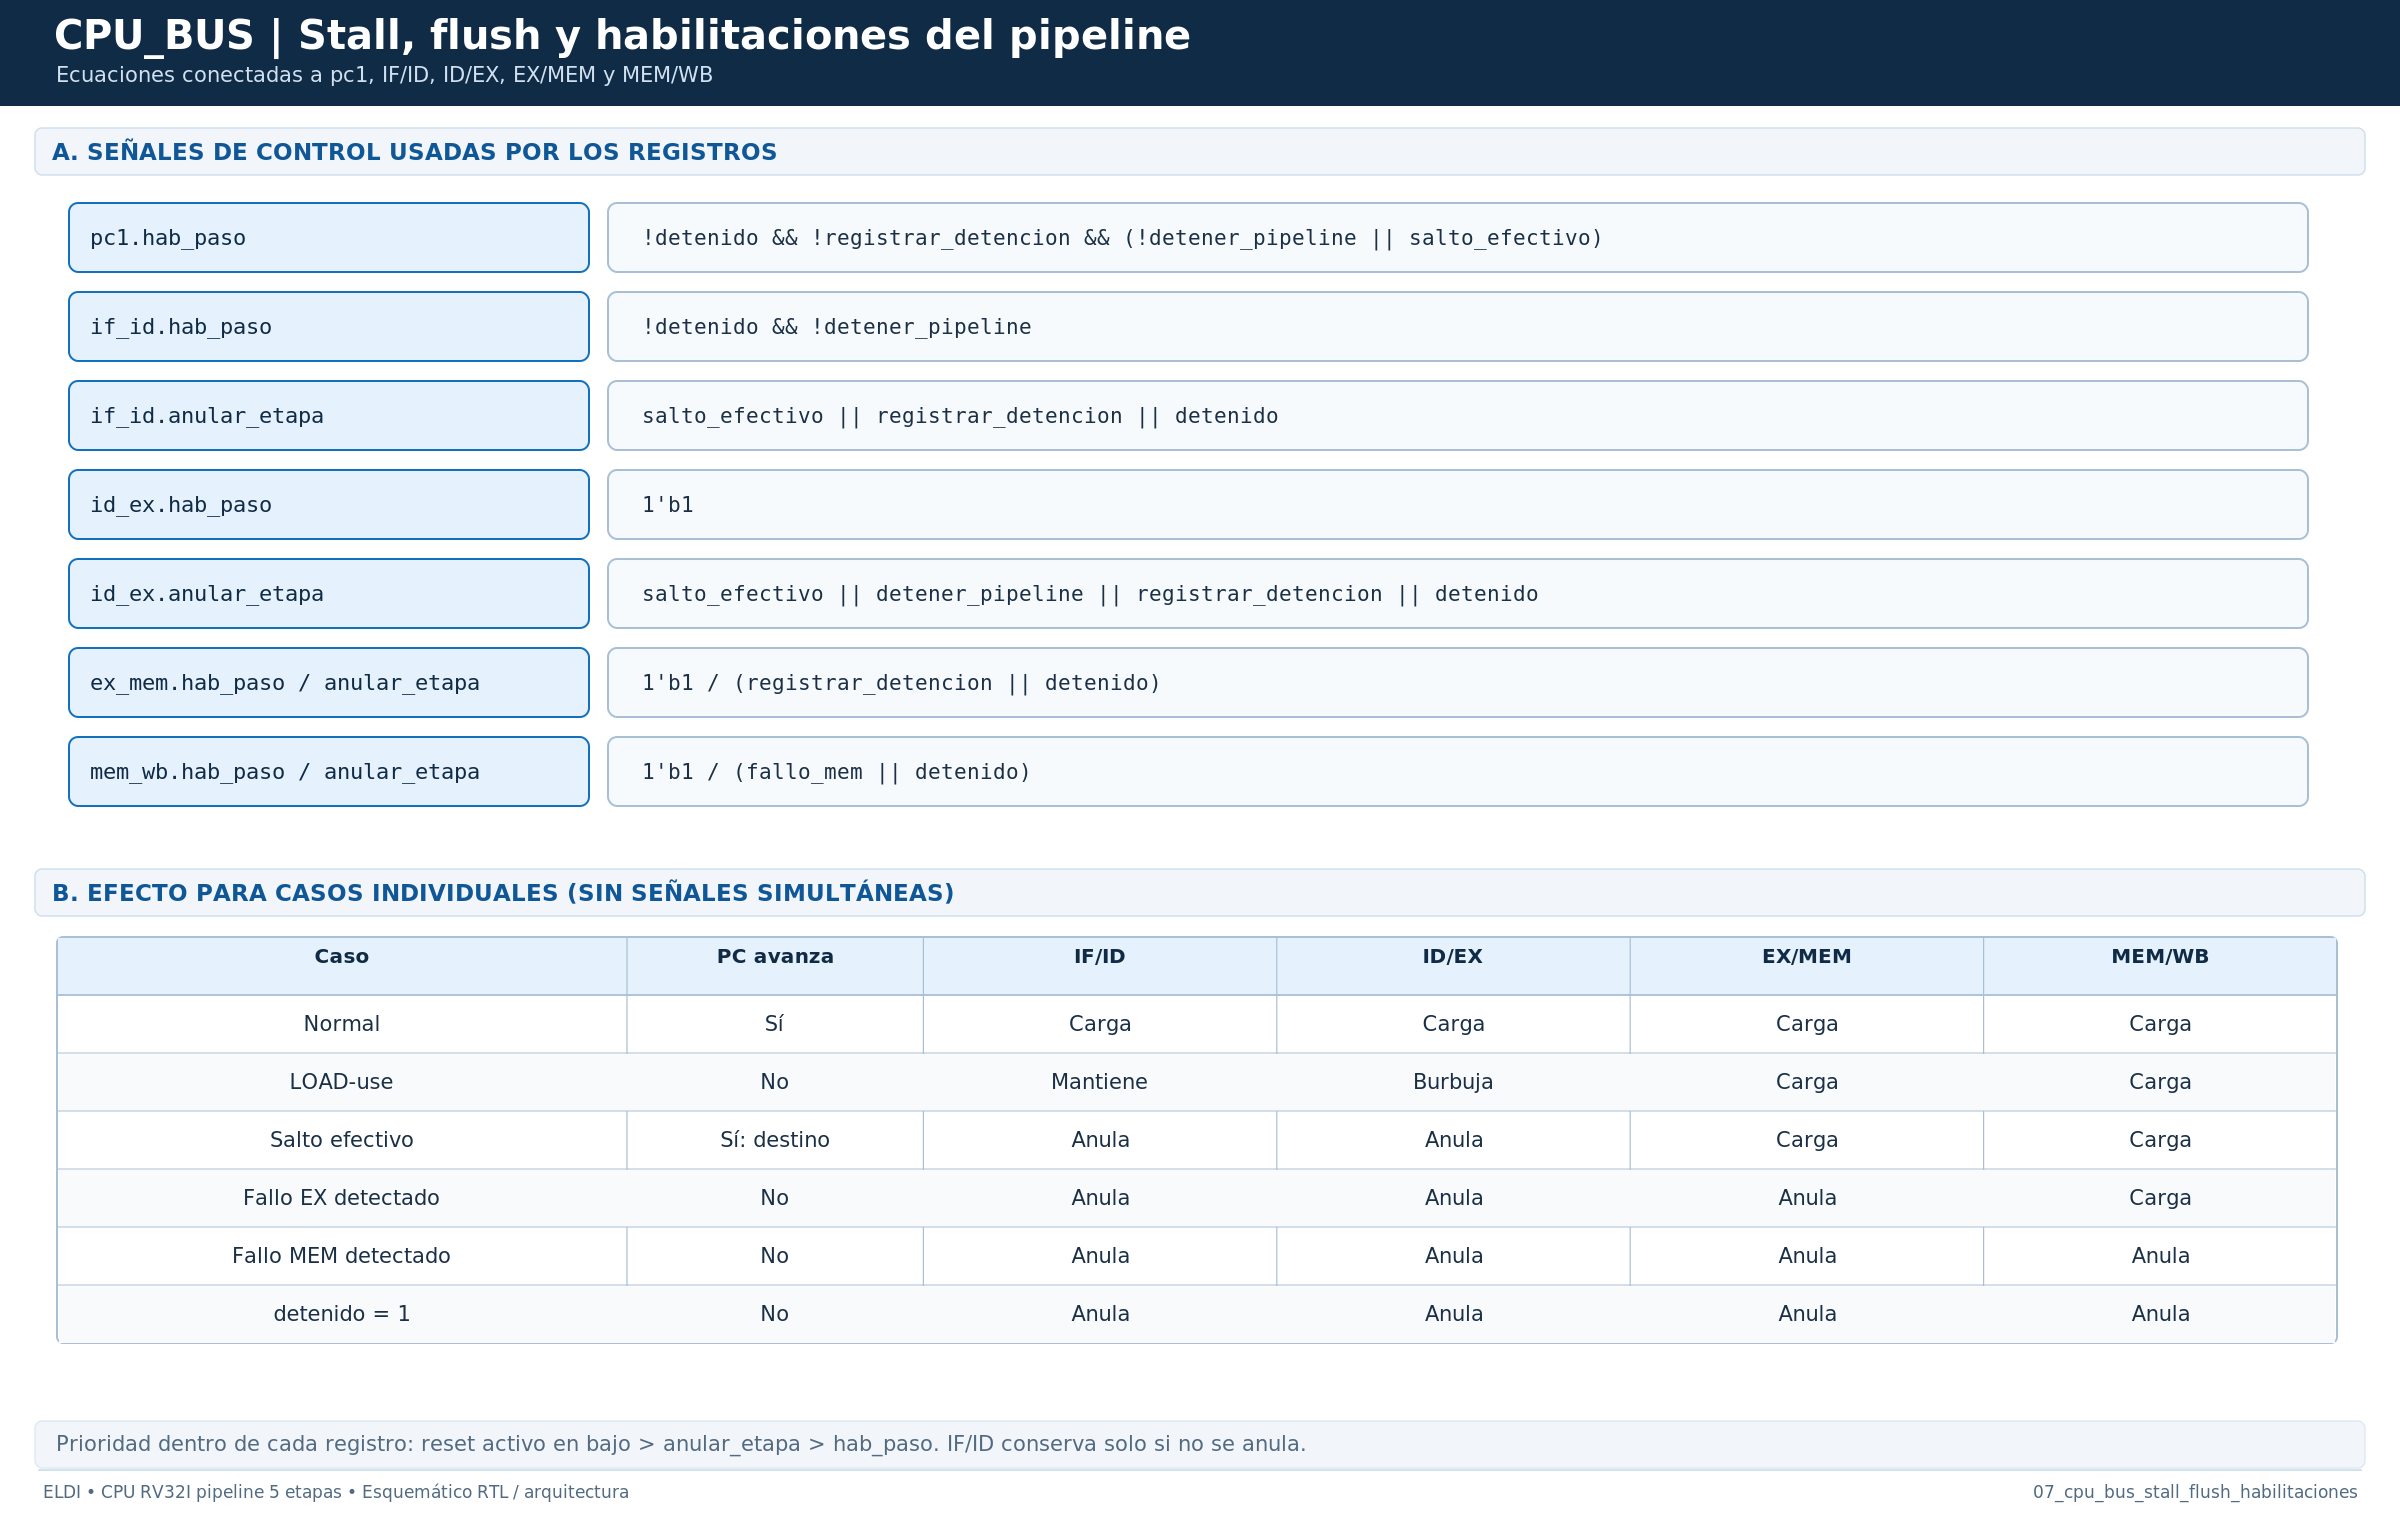 CPU_BUS | Stall, flush y habilitaciones del pipeline
Ecuaciones conectadas a pc1, IF/ID, ID/EX, EX/MEM y MEM/WB
A. SEÑALES DE CONTROL USADAS POR LOS REGISTROS
pc1.hab_paso !detenido && !registrar_detencion && (!detener_pipeline || salto_efectivo)
if_id.hab_paso !detenido && !detener_pipeline
if_id.anular_etapa salto_efectivo || registrar_detencion || detenido
id_ex.hab_paso 1'b1
id_ex.anular_etapa salto_efectivo || detener_pipeline || registrar_detencion || detenido
ex_mem.hab_paso / anular_etapa 1'b1 / (registrar_detencion || detenido)
mem_wb.hab_paso / anular_etapa 1'b1 / (fallo_mem || detenido)
B. EFECTO PARA CASOS INDIVIDUALES (SIN SEÑALES SIMULTÁNEAS)
Caso PC avanza IF/ID ID/EX EX/MEM MEM/WB
Normal Sí Carga Carga Carga Carga
LOAD-use No Mantiene Burbuja Carga Carga
Salto efectivo Sí: destino Anula Anula Carga Carga
Fallo EX detectado No Anula Anula Anula Carga
Fallo MEM detectado No Anula Anula Anula Anula
detenido = 1 No Anula Anula Anula Anula
Prioridad dentro de cada registro: reset activo en bajo > anular_etapa > hab_paso. IF/ID conserva solo si no se anula.
ELDI • CPU RV32I pipeline 5 etapas • Esquemático RTL / arquitectura 07_cpu_bus_stall_flush_habilitaciones